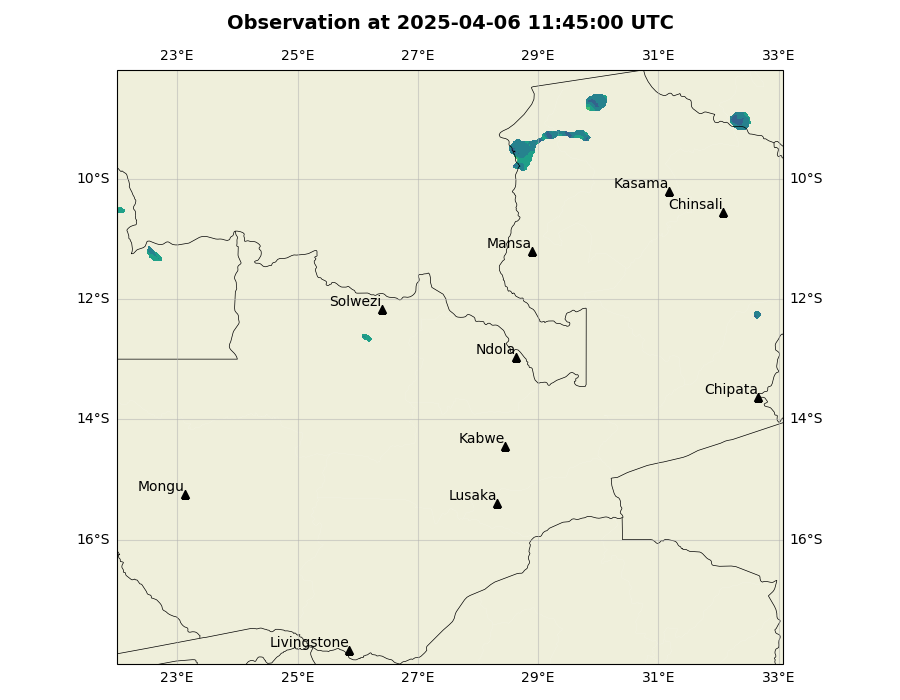 Observation at 2025-04-06 11:45:00 UTC
23°E 25°E 27°E 29°E 31°E 33°E
10°S 10°S
Kasama
Chinsali
Mansa
12°S 12°S
Solwezi
Ndola
Chipata
14°S 14°S
Kabwe
Mongu
Lusaka
16°S 16°S
Livingstone
23°E 25°E 27°E 29°E 31°E 33°E